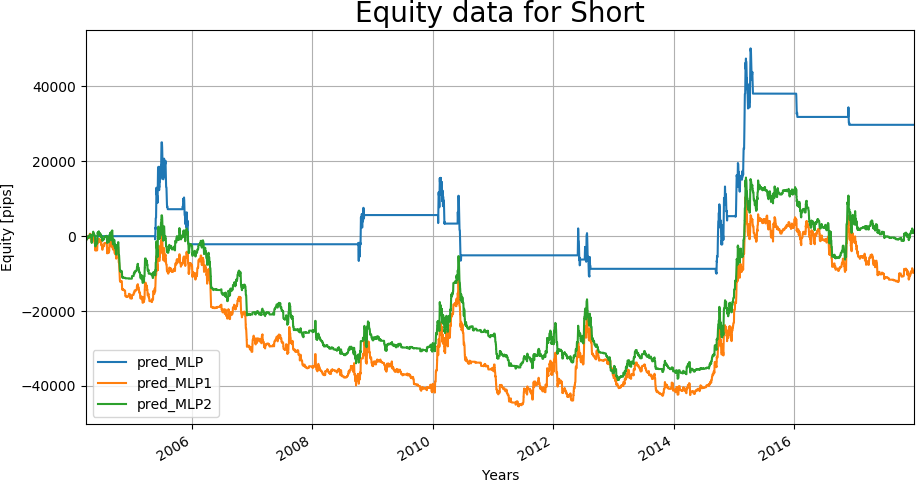 Equity data for Short
Equity [pips]
40000
20000
0
−20000
−40000
pred_MLP
pred_MLP1
pred_MLP2
2006
2008
2010
2012
2014
2016
Years